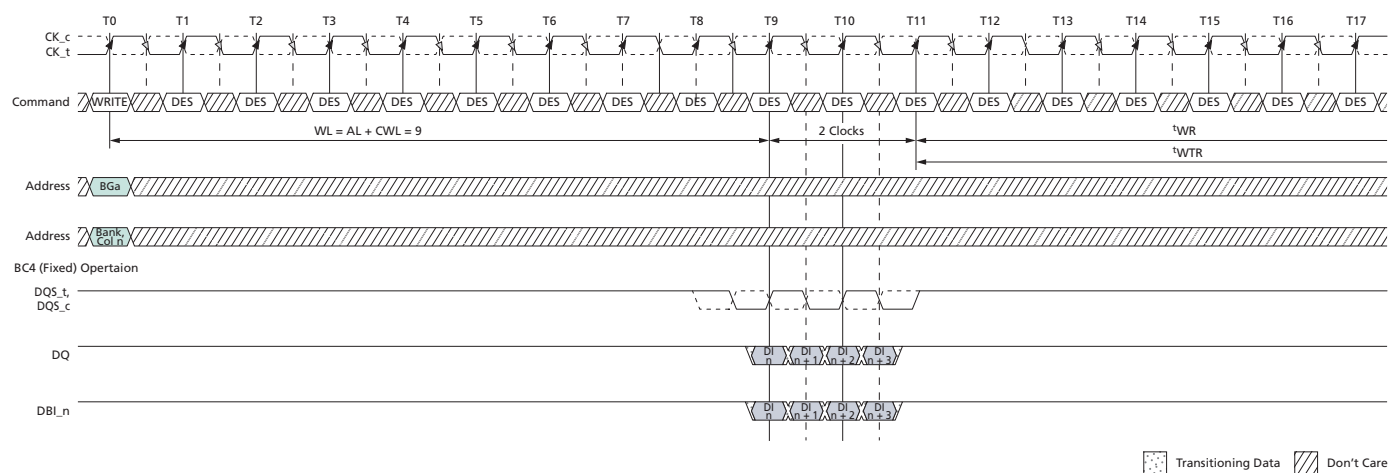 T0 T1 T2 T3 T4 T5 T6 T7 T8 T9 T10 T11 T12 T13 T14 T15 T16 T17
CK_c
CK_t
Command WRITE DES DES DES DES DES DES DES DES DES DES DES DES DES DES DES DES DES
WL = AL + CWL = 9 2 Clocks tWR
tWTR
Address BGa
Address Bank,
Col n
BC4 (Fixed) Opertaion
DQS_t,
DQS_c
DQ DI n DI n + 1 DI n + 2 DI n + 3
DBI_n DI n DI n + 1 DI n + 2 DI n + 3
Transitioning Data Don't Care